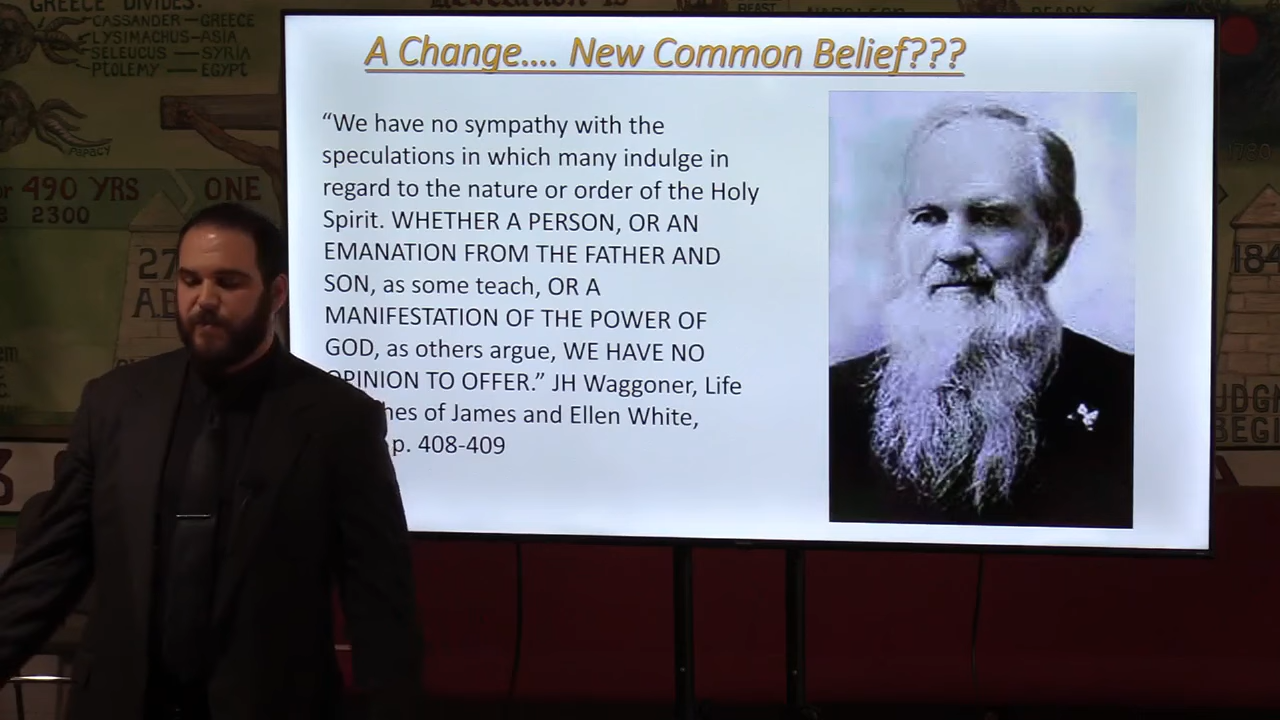 GREECE DIVIDES:
CASSANDER — GREECE
LYSIMACHUS-ASIA
SELEUCUS — SYRIA
PTOLEMY — EGYPT
PAPACY
490 YRS
ONE
2300
27
A Change.... New Common Belief???
“We have no sympathy with the
speculations in which many indulge in
regard to the nature or order of the Holy
Spirit. WHETHER A PERSON, OR AN
EMANATION FROM THE FATHER AND
SON, as some teach, OR A
MANIFESTATION OF THE POWER OF
GOD, as others argue, WE HAVE NO
OPINION TO OFFER.” JH Waggoner, Life
hes of James and Ellen White,
p. 408-409
BEAST
184